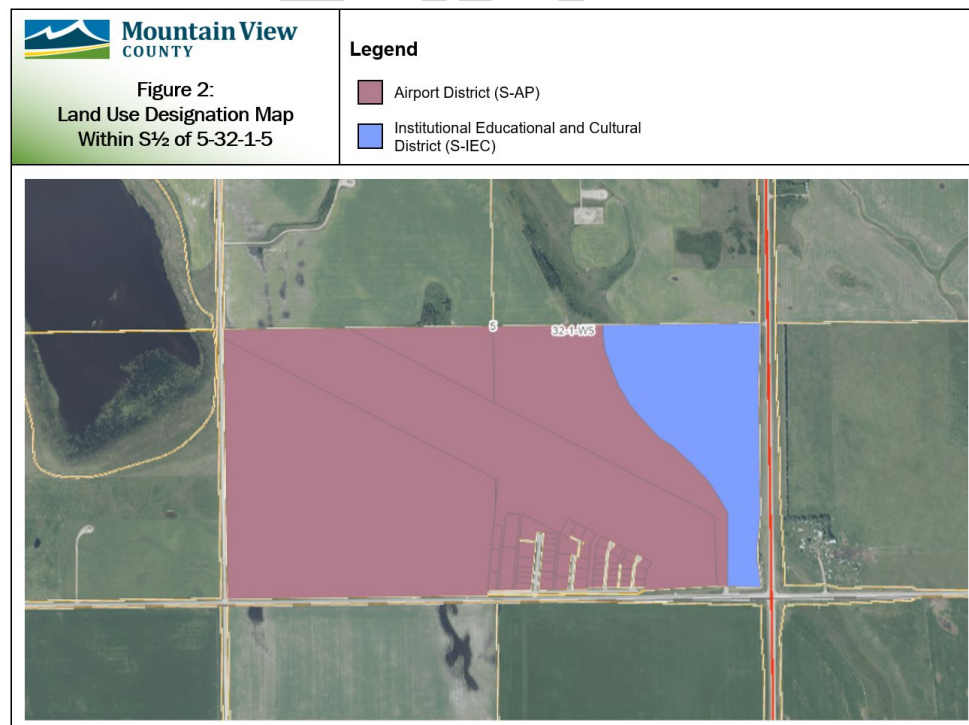 Mountain View
COUNTY
Figure 2:
Land Use Designation Map
Within S½ of 5-32-1-5
Legend
Airport District (S-AP)
Institutional Educational and Cultural
District (S-IEC)
5
32-1-W5